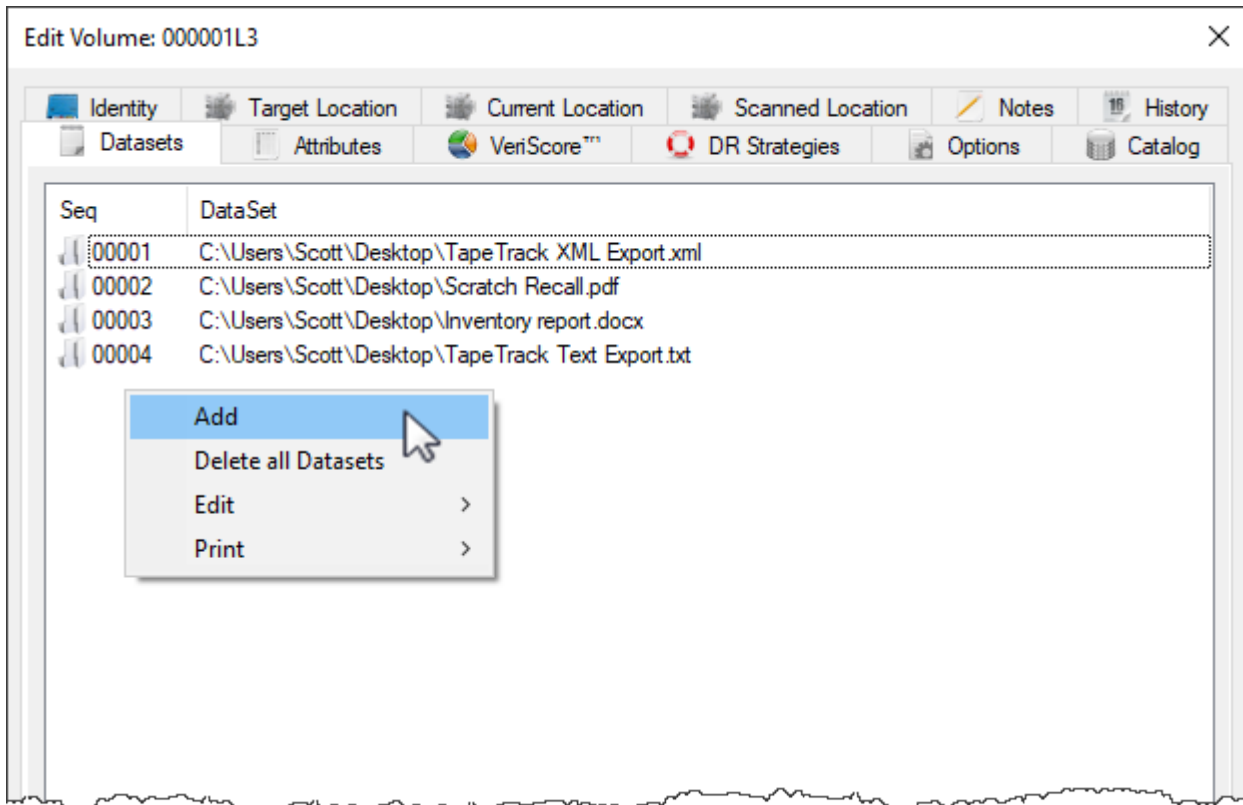 Edit Volume: 000001L3
Identity Target Location Current Location Scanned Location Notes 16 History
Datasets Attributes VeriScore™ DR Strategies Options Catalog
Seq DataSet
00001 C:\Users\Scott\Desktop\TapeTrack XML Export.xml
00002 C:\Users\Scott\Desktop\Scratch Recall.pdf
00003 C:\Users\Scott\Desktop\Inventory report.docx
00004 C:\Users\Scott\Desktop\TapeTrack Text Export.txt
Add
Delete all Datasets
Edit
Print